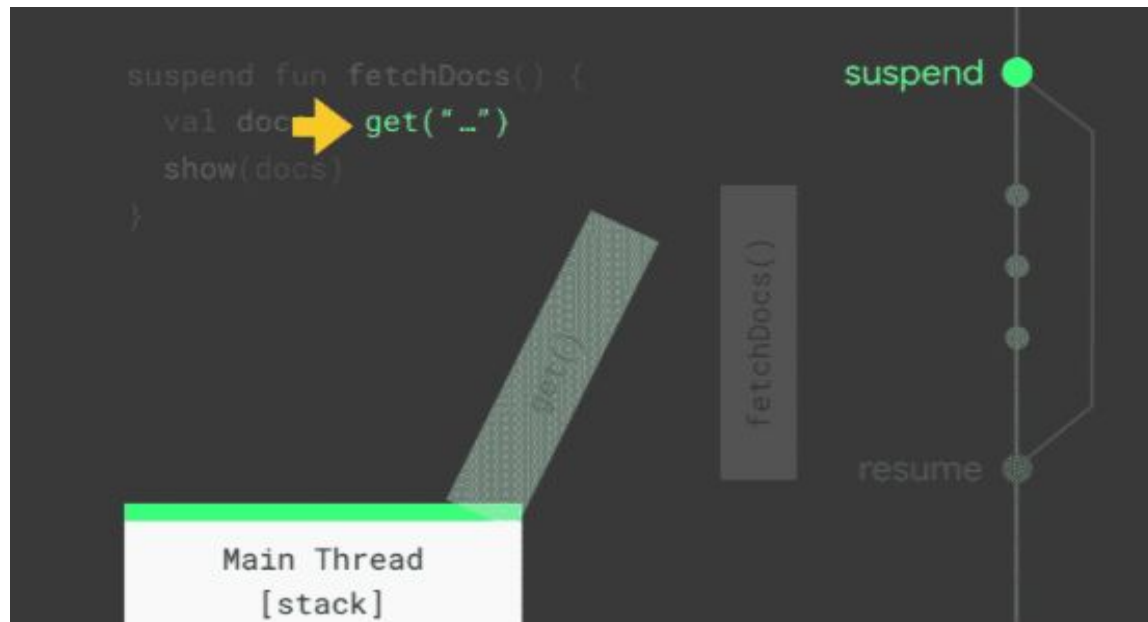 suspend fun fetchDocs() {
val docs get("…")
show(docs)
}
suspend
get()
fetchDocs()
resume
Main Thread
[stack]